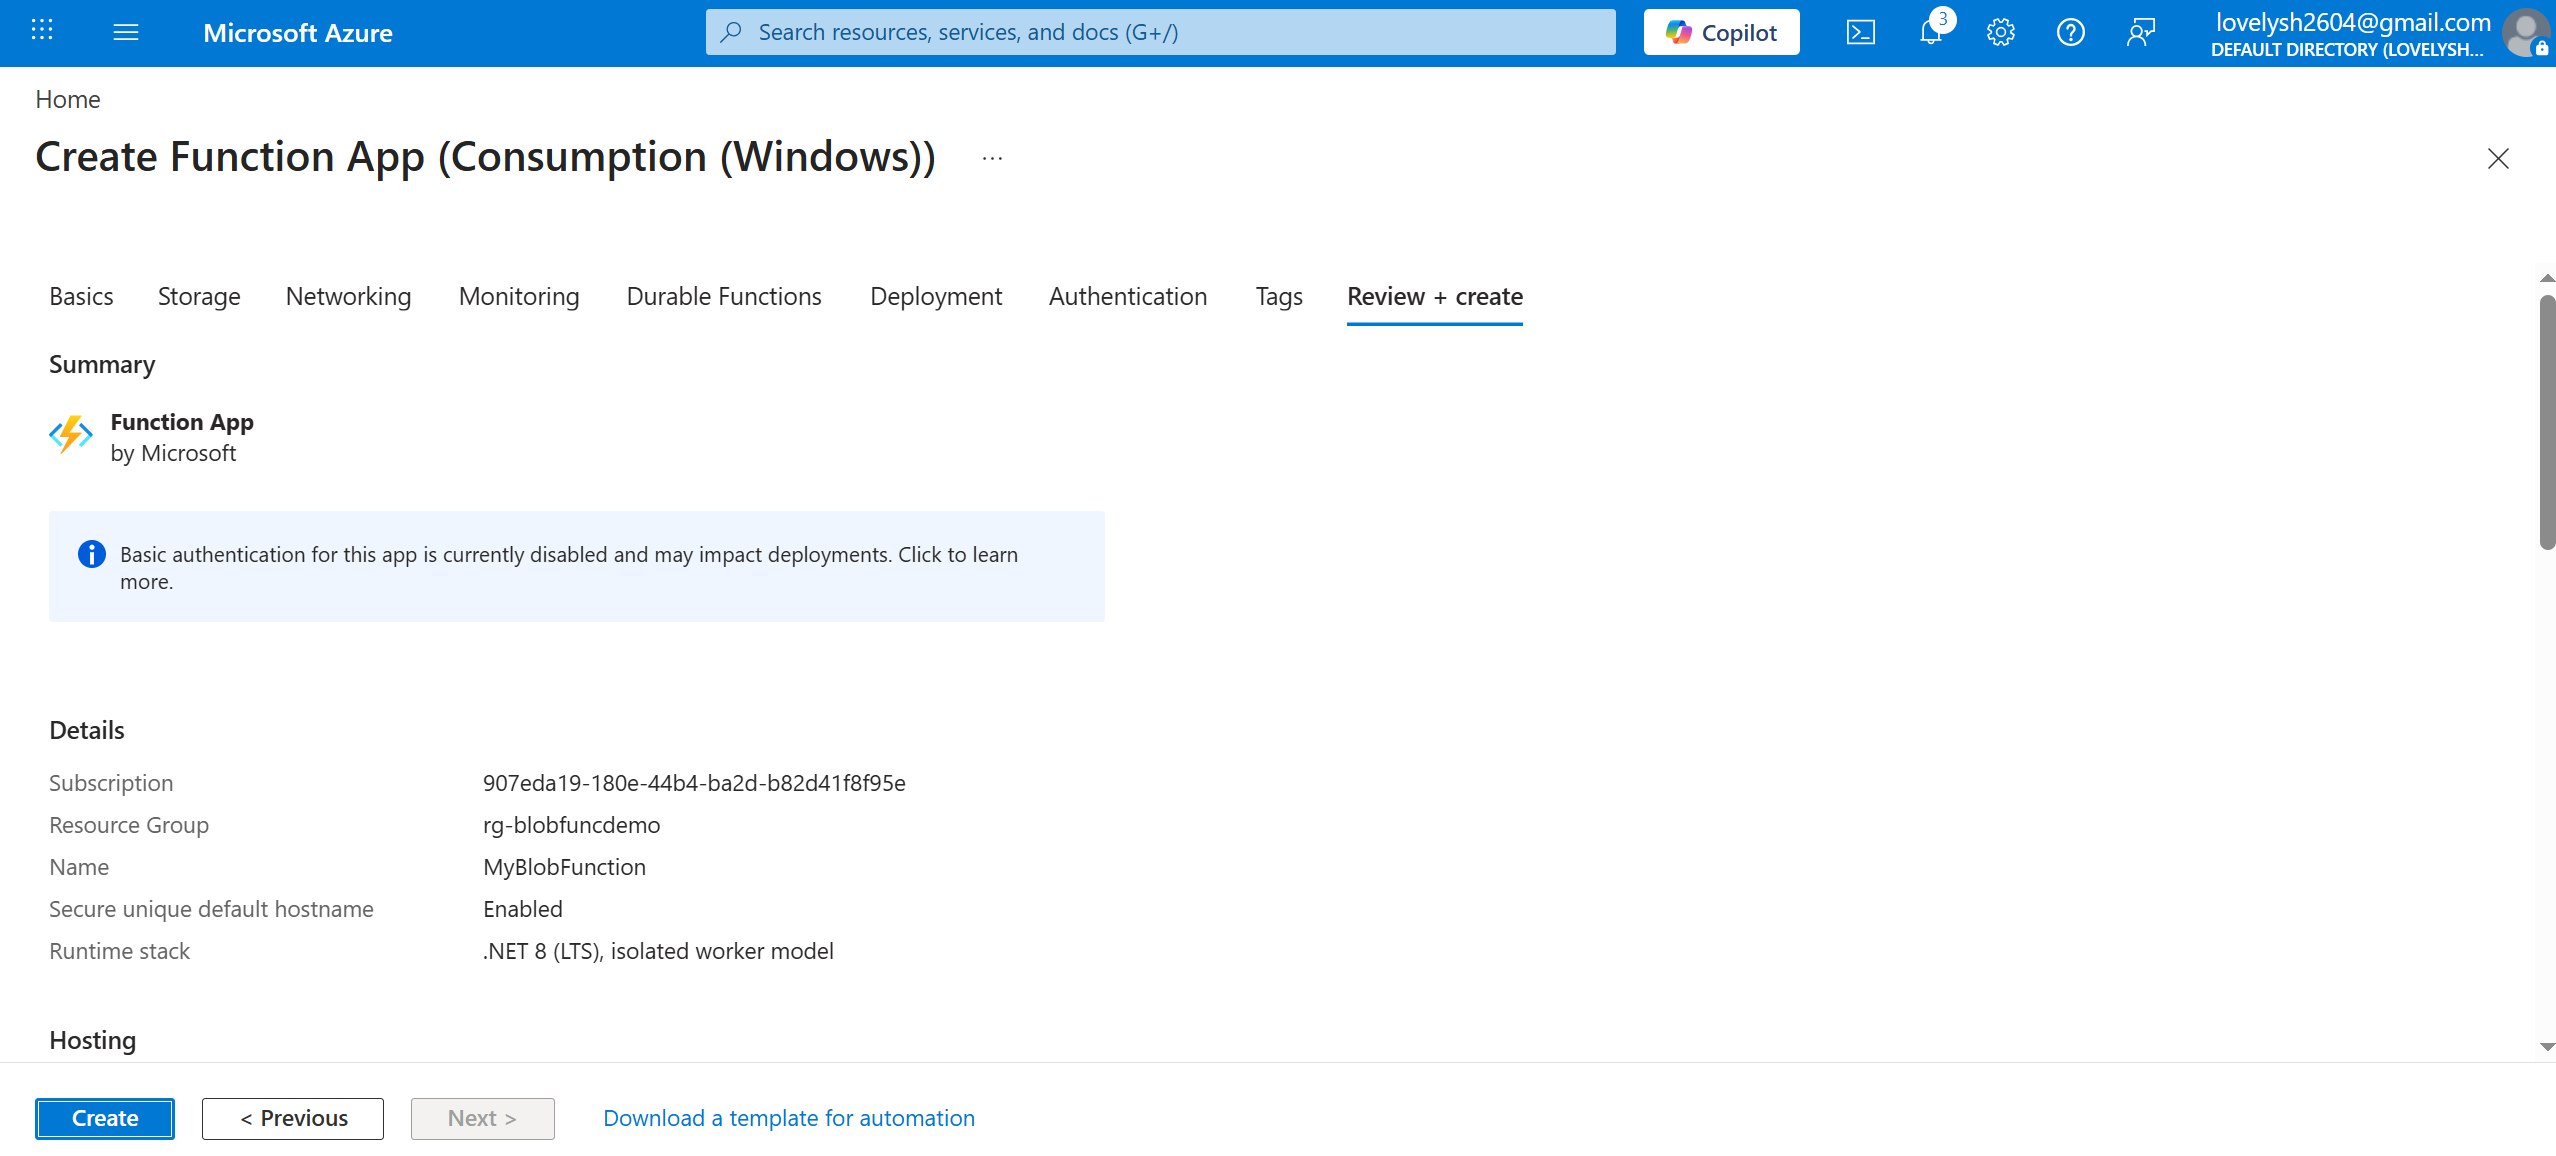 Microsoft Azure
Search resources, services, and docs (G+/)
Copilot
3
lovelysh2604@gmail.com
DEFAULT DIRECTORY (LOVELYSH...
Home
Create Function App (Consumption (Windows))
...
Basics Storage Networking Monitoring Durable Functions Deployment Authentication Tags Review + create
Summary
Function App
by Microsoft
Basic authentication for this app is currently disabled and may impact deployments. Click to learn
more.
Details
Subscription 907eda19-180e-44b4-ba2d-b82d41f8f95e
Resource Group rg-blobfuncdemo
Name MyBlobFunction
Secure unique default hostname Enabled
Runtime stack .NET 8 (LTS), isolated worker model
Hosting
Create < Previous Next > Download a template for automation